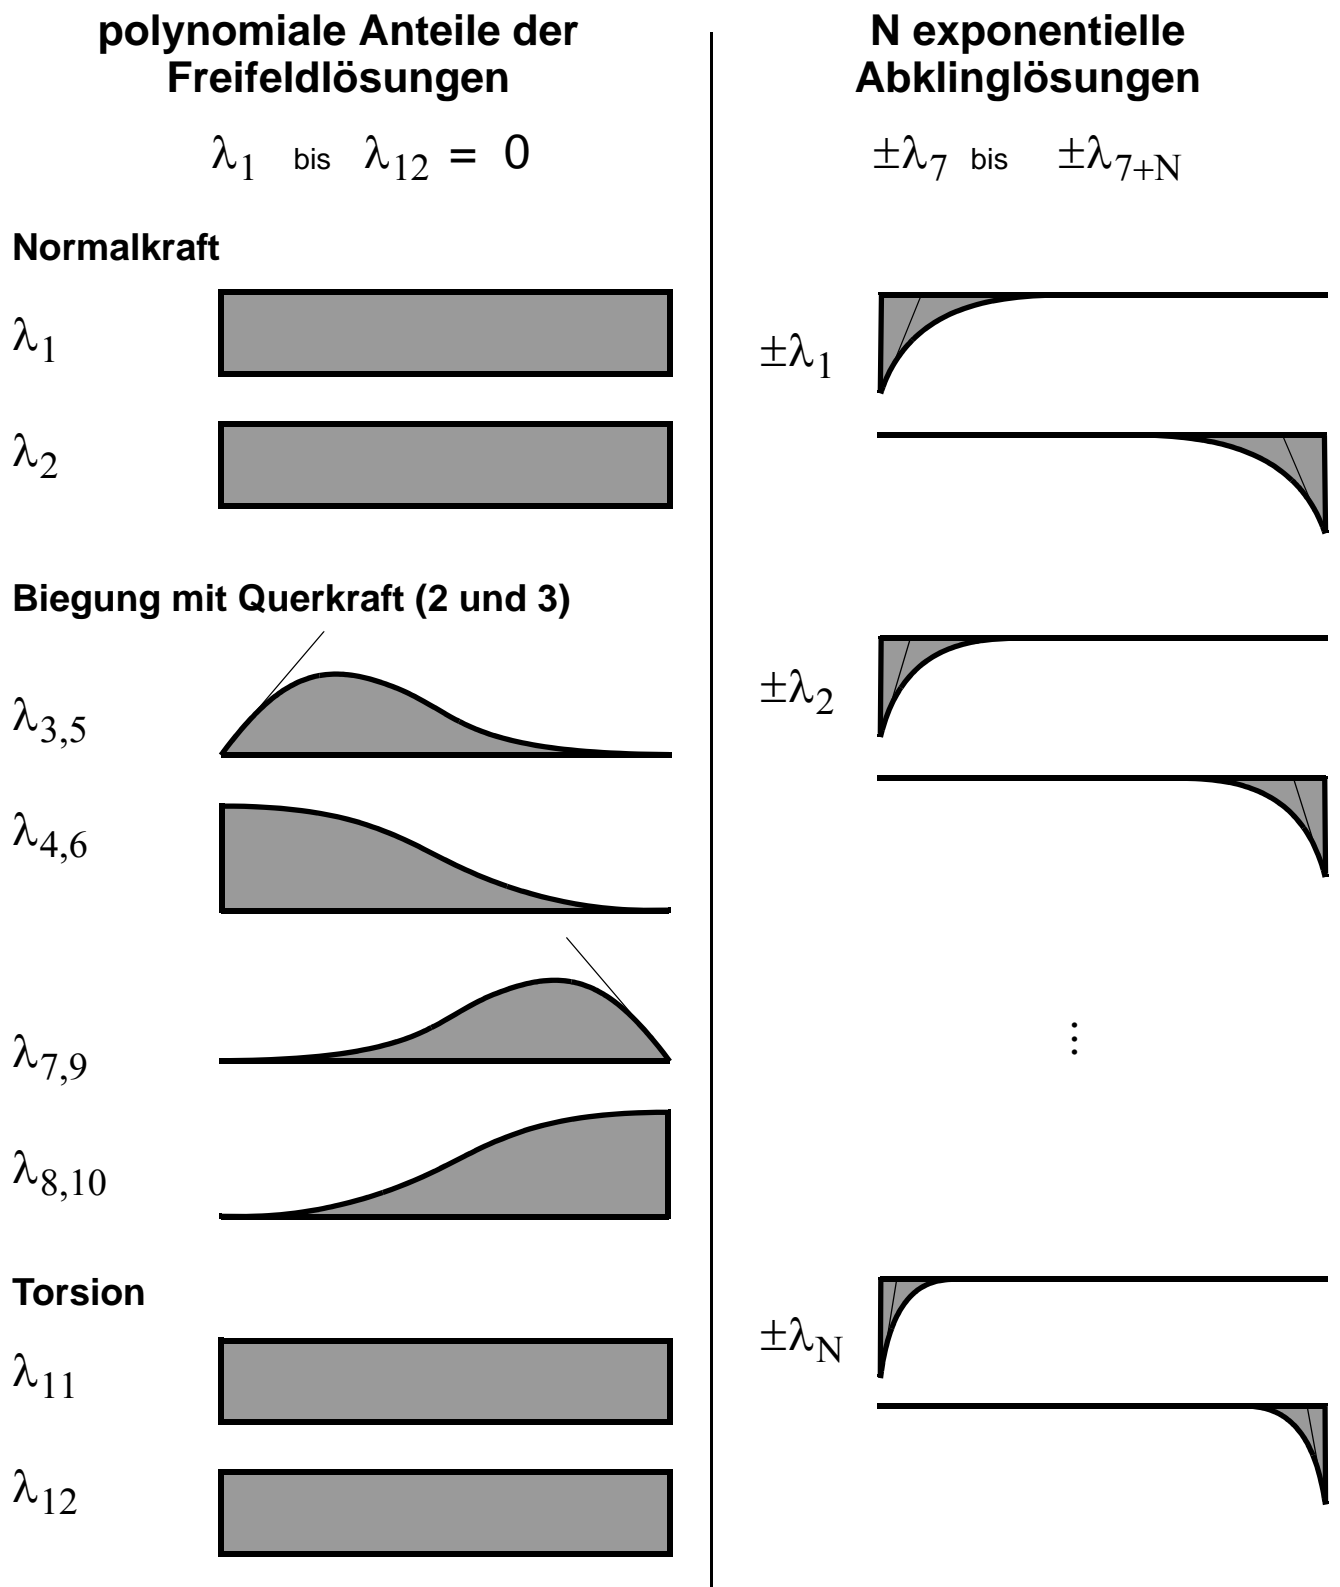 polynomiale Anteile der
Freifeldlösungen
λ₁ bis λ₁₂ = 0
Normalkraft
λ₁
λ₂
Biegung mit Querkraft (2 und 3)
λ₃,₅
λ₄,₆
λ₇,₉
λ₈,₁₀
Torsion
λ₁₁
λ₁₂
N exponentielle
Abklinglösungen
±λ₇ bis ±λ₇₊N
±λ₁
±λ₂
⋮
±λN